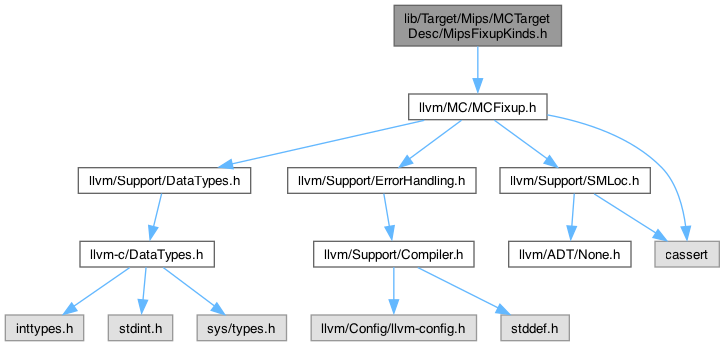 lib/Target/Mips/MCTarget
Desc/MipsFixupKinds.h
llvm/MC/MCFixup.h
llvm/Support/DataTypes.h
llvm/Support/ErrorHandling.h
llvm/Support/SMLoc.h
llvm-c/DataTypes.h
llvm/Support/Compiler.h
llvm/ADT/None.h
cassert
inttypes.h
stdint.h
sys/types.h
llvm/Config/llvm-config.h
stddef.h